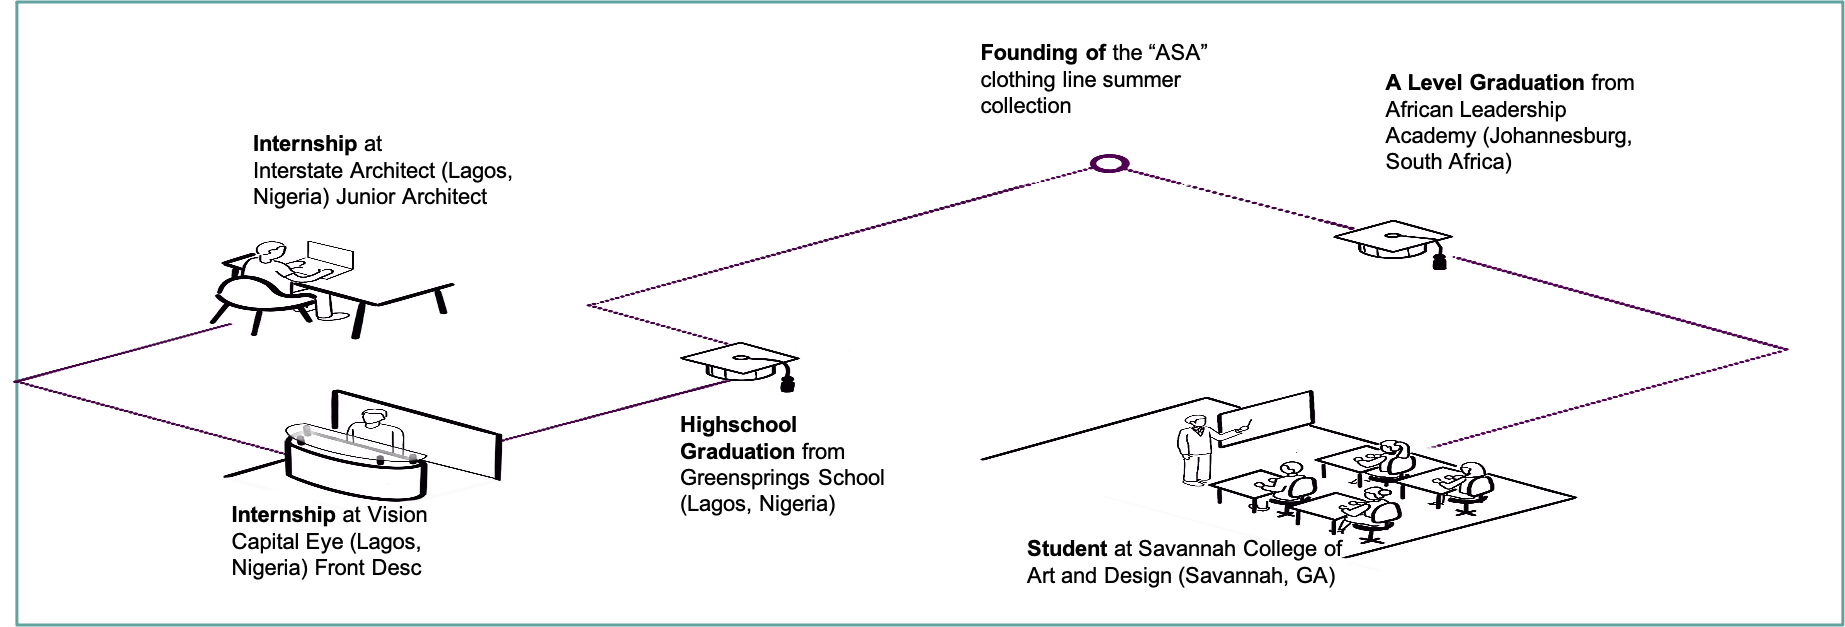 Internship at
Interstate Architect (Lagos,
Nigeria) Junior Architect
Internship at Vision
Capital Eye (Lagos,
Nigeria) Front Desc
Highschool
Graduation from
Greensprings School
(Lagos, Nigeria)
Founding of the “ASA”
clothing line summer
collection
A Level Graduation from
African Leadership
Academy (Johannesburg,
South Africa)
Student at Savannah College of
Art and Design (Savannah, GA)